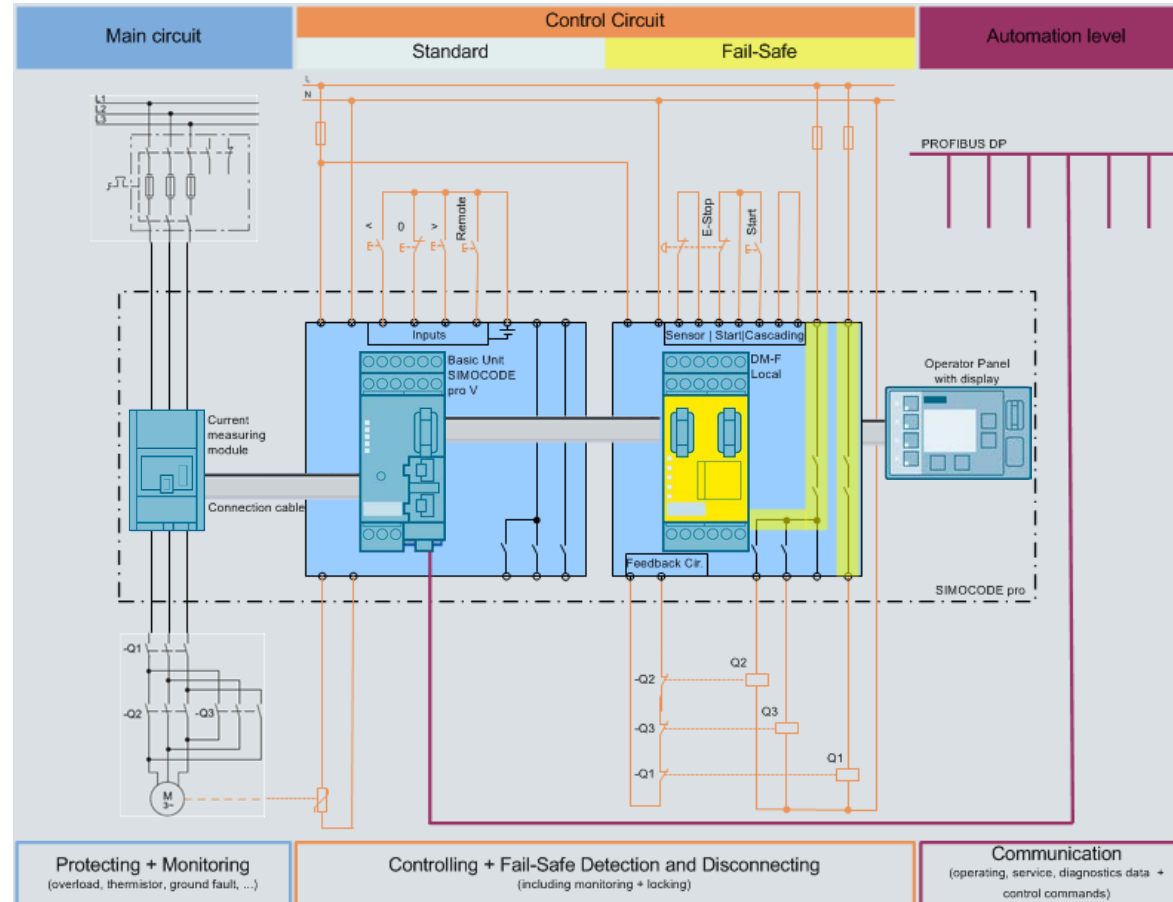 Main circuit
Control Circuit
Standard
Fail-Safe
Automation level
L1
L2
L3
L
N
PROFIBUS DP
<
0
>
Remote
E-Stop
Start
Inputs
Sensor | Start|Cascading
Basic Unit
SIMOCODE
pro V
DM-F
Local
Operator Panel
with display
Current
measuring
module
Connection cable
Feedback Cir.
SIMOCODE pro
-Q1
-Q2
-Q3
M
3~
Q2
-Q2
Q3
-Q3
Q1
-Q1
Protecting + Monitoring
(overload, thermistor, ground fault, ...)
Controlling + Fail-Safe Detection and Disconnecting
(including monitoring + locking)
Communication
(operating, service, diagnostics data +
control commands)